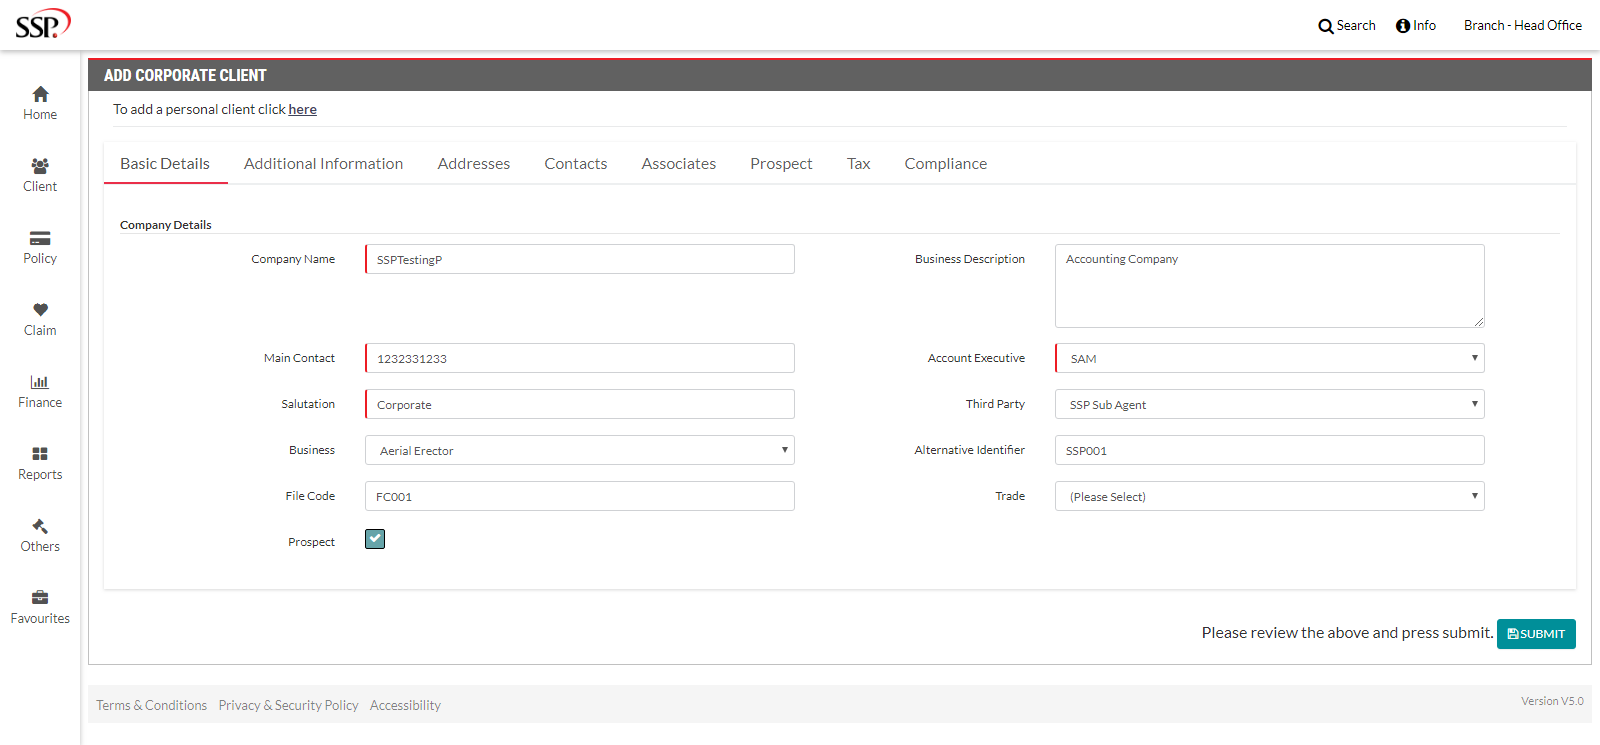 SSP.
Search
Info
Branch - Head Office
Home
Client
Policy
Claim
Finance
Reports
Others
Favourites
ADD CORPORATE CLIENT
To add a personal client click here
Basic Details
Additional Information
Addresses
Contacts
Associates
Prospect
Tax
Compliance
Company Details
Company Name
SSPTestingP
Business Description
Accounting Company
Main Contact
1232331233
Account Executive
SAM
Salutation
Corporate
Third Party
SSP Sub Agent
Business
Aerial Erector
Alternative Identifier
SSP001
File Code
FC001
Trade
(Please Select)
Prospect
Please review the above and press submit.
SUBMIT
Terms & Conditions
Privacy & Security Policy
Accessibility
Version V5.0